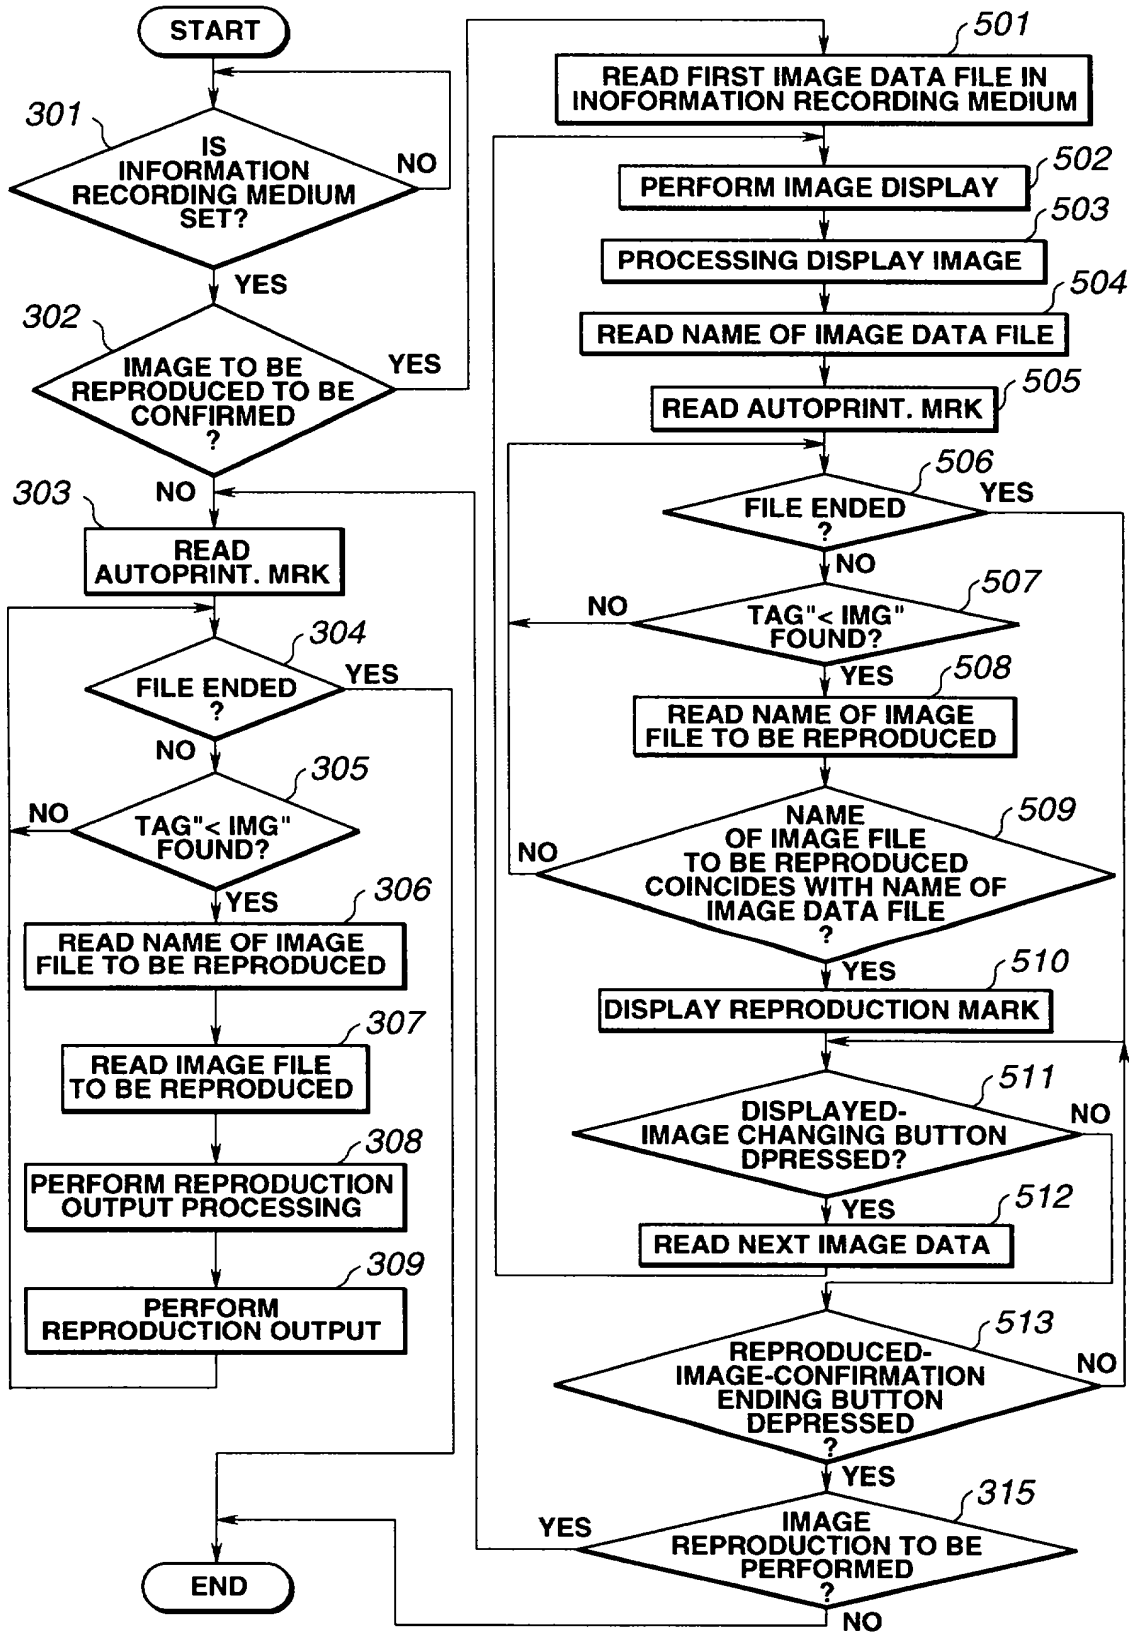 START
301
IS
INFORMATION
RECORDING MEDIUM
SET?
NO
YES
302
IMAGE TO BE
REPRODUCED TO BE
CONFIRMED
?
YES
NO
303
READ
AUTOPRINT. MRK
304
FILE ENDED
?
YES
NO
305
TAG"< IMG"
FOUND?
NO
YES
306
READ NAME OF IMAGE
FILE TO BE REPRODUCED
307
READ IMAGE FILE
TO BE REPRODUCED
308
PERFORM REPRODUCTION
OUTPUT PROCESSING
309
PERFORM
REPRODUCTION OUTPUT
END
501
READ FIRST IMAGE DATA FILE IN
INOFORMATION RECORDING MEDIUM
502
PERFORM IMAGE DISPLAY
503
PROCESSING DISPLAY IMAGE
504
READ NAME OF IMAGE DATA FILE
505
READ AUTOPRINT. MRK
506
FILE ENDED
?
YES
NO
507
TAG"< IMG"
FOUND?
NO
YES
508
READ NAME OF IMAGE
FILE TO BE REPRODUCED
509
NAME
OF IMAGE FILE
TO BE REPRODUCED
COINCIDES WITH NAME OF
IMAGE DATA FILE
?
NO
YES
510
DISPLAY REPRODUCTION MARK
511
DISPLAYED-
IMAGE CHANGING BUTTON
DPRESSED?
NO
YES
512
READ NEXT IMAGE DATA
513
REPRODUCED-
IMAGE-CONFIRMATION
ENDING BUTTON
DEPRESSED
?
NO
YES
315
IMAGE
REPRODUCTION TO BE
PERFORMED
?
YES
NO